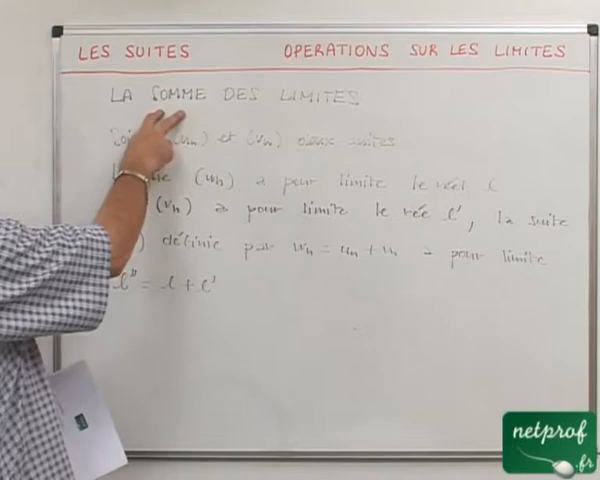 LES SUITES OPERATIONS SUR LES LIMITES
LA SOMME DES LIMITES
(un) et (vn) deux suites
(un) a pour limite le réel l
(vn) a pour limite le réel l', la suite
) définie par wn = un + vn a pour limite
l'' = l + l'
netprof
.fr